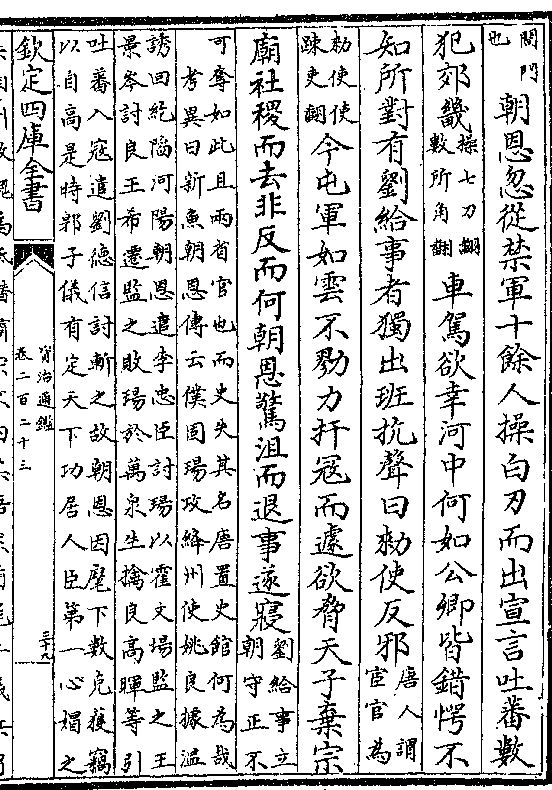 閤門
也
朝恩忽從禁軍十餘人操白刃而出宣言吐蕃數
犯郊畿
操七刀翻
數所角翻
車駕欲幸河中何如公卿皆錯愕不
知所對有劉給事者獨出班抗聲曰敕使反邪
唐人謂
宦官為
敕使使
疎吏翻
今屯軍如雲不勠力扞寇而遽欲脅天子棄宗
廟社稷而去非反而何朝恩驚沮而退事遂寢
劉給事立
朝守正不
可奪如此且兩省官也而史失其名唐置史館何為哉
考異曰新魚朝恩傳云僕固瑒攻絳州使姚良據溫
誘回紇陷河陽朝恩遣李忠臣討瑒以霍文場監之王
景岑討良王希遷監之敗瑒於萬泉生擒良高暉等引
吐蕃入寇遣劉德信討斬之故朝恩因麾下數克獲竊
以自高是時郭子儀有定天下功居人臣第一心媢之
欽定四庫全書
資治通鑑
卷二百二十三
三十九